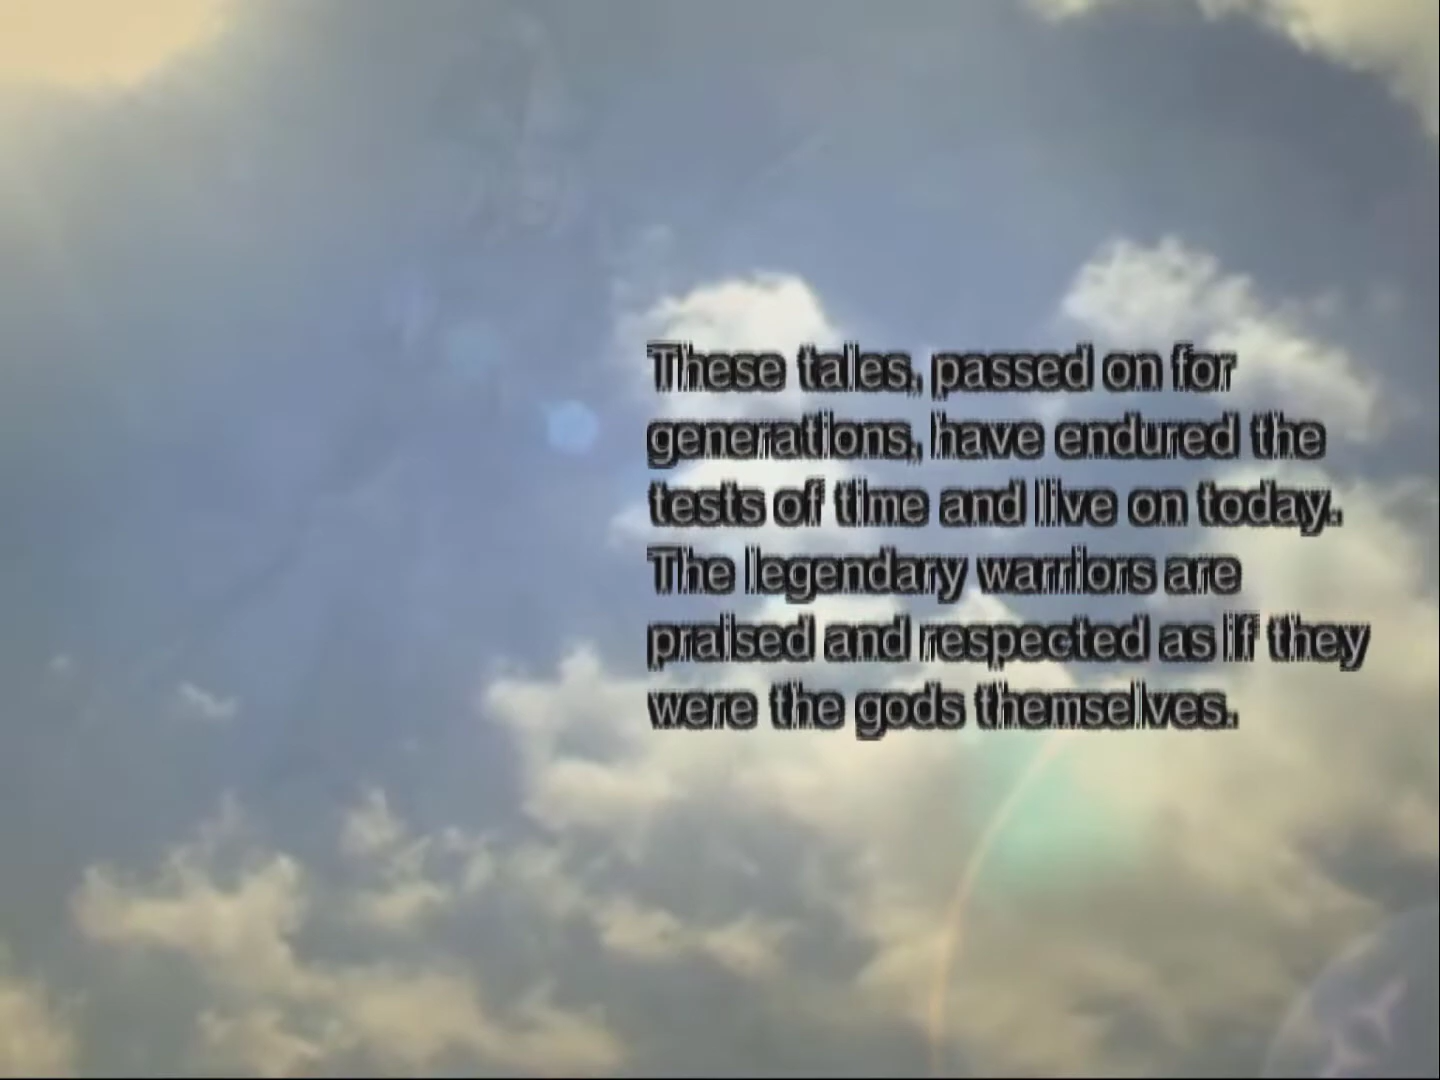 These tales, passed on for
generations, have endured the
tests of time and live on today.
The legendary warriors are
praised and respected as if they
were the gods themselves.